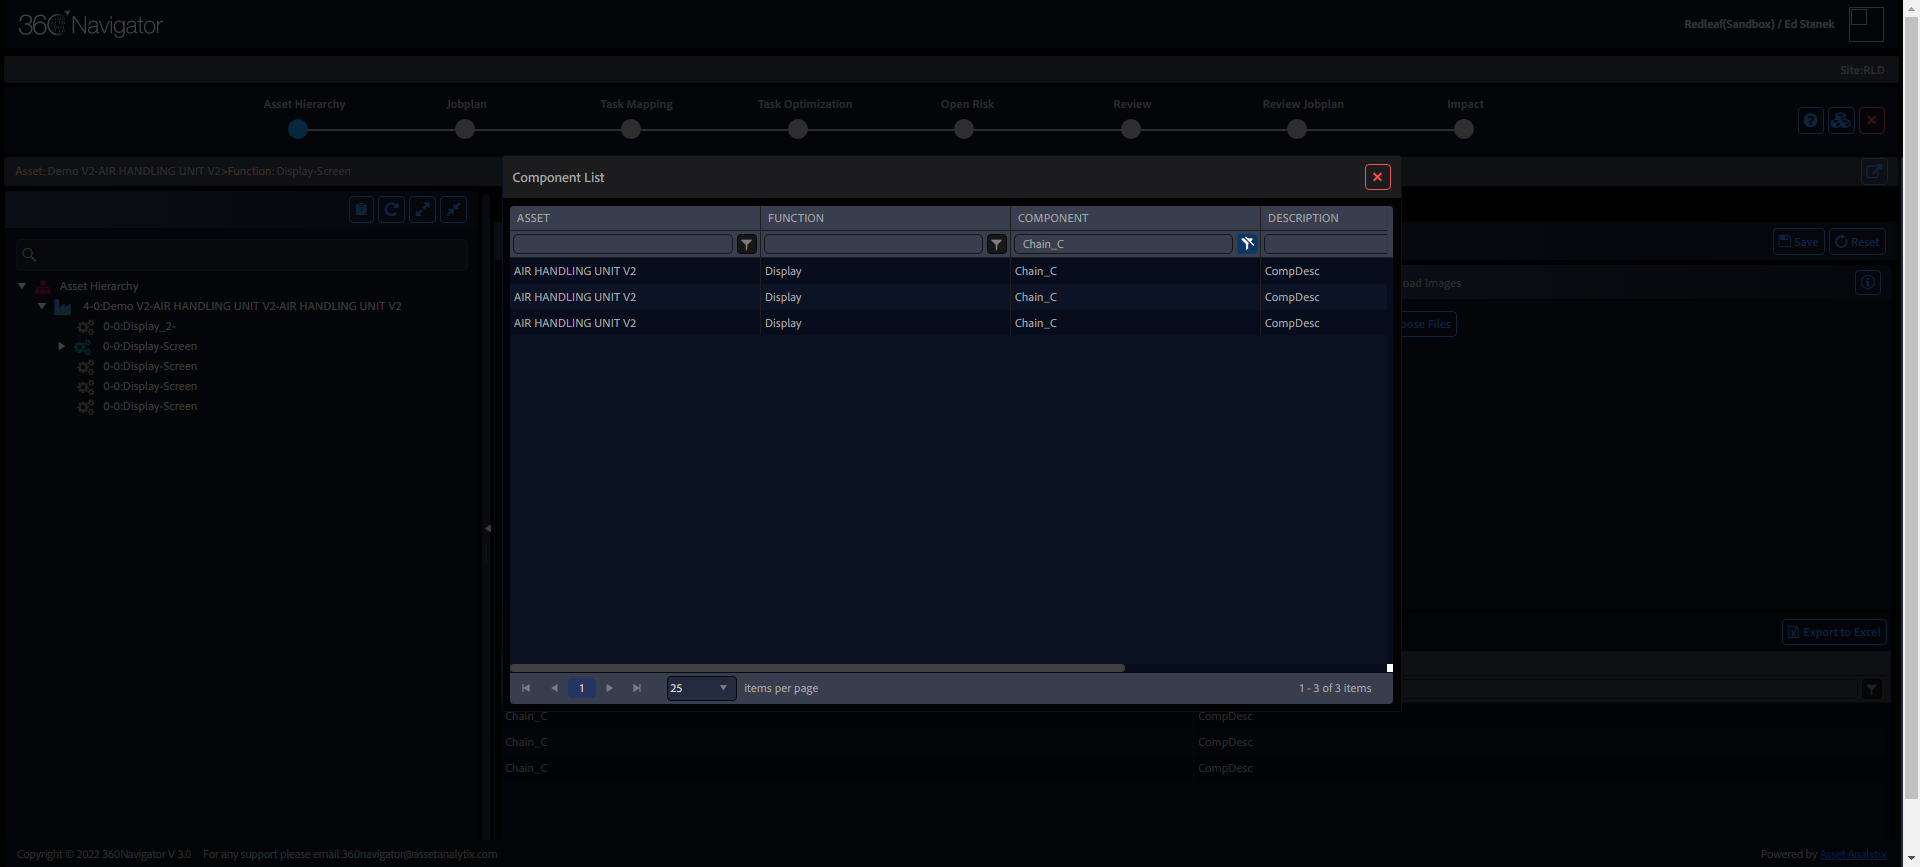 360 Navigator
Redleaf(Sandbox) / Ed Stanek
Site:RLD
Asset Hierarchy Jobplan Task Mapping Task Optimization Open Risk Review Review Jobplan Impact
Asset: Demo V2-AIR HANDLING UNIT V2>Function: Display-Screen
Component List
ASSET FUNCTION COMPONENT DESCRIPTION
Chain_C
AIR HANDLING UNIT V2 Display Chain_C CompDesc
AIR HANDLING UNIT V2 Display Chain_C CompDesc
AIR HANDLING UNIT V2 Display Chain_C CompDesc
1 25 items per page 1 - 3 of 3 items
Save Reset
oad Images
oose Files
Asset Hierarchy
4-0:Demo V2-AIR HANDLING UNIT V2-AIR HANDLING UNIT V2
0-0:Display_2-
0-0:Display-Screen
0-0:Display-Screen
0-0:Display-Screen
0-0:Display-Screen
Export to Excel
Chain_C CompDesc
Chain_C CompDesc
Chain_C CompDesc
Copyright © 2022 360Navigator V 3.0 For any support please email:360navigator@assetanalytix.com Powered by Asset Analytix